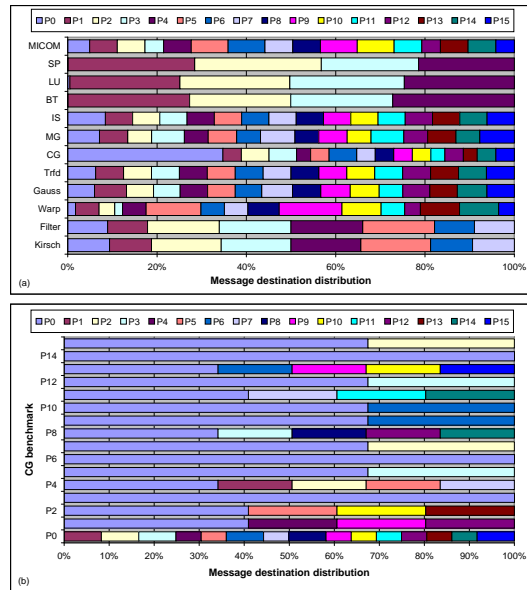 P0 P1 P2 P3 P4 P5 P6 P7 P8 P9 P10 P11 P12 P13 P14 P15
MICOM
SP
LU
BT
IS
MG
CG
Trfd
Gauss
Warp
Filter
Kirsch
0% 20% 40% 60% 80% 100%
(a) Message destination distribution
P0 P1 P2 P3 P4 P5 P6 P7 P8 P9 P10 P11 P12 P13 P14 P15
P14
P12
P10
CG benchmark
P8
P6
P4
P2
P0
0% 10% 20% 30% 40% 50% 60% 70% 80% 90% 100%
(b) Message destination distribution